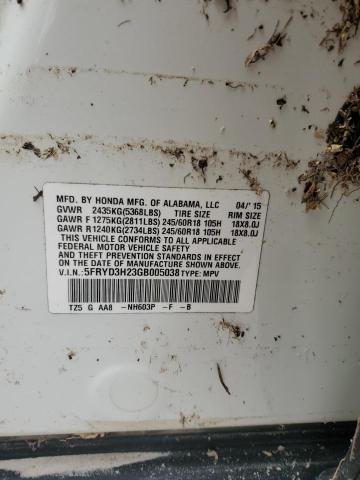 MFD. BY HONDA MFG. OF ALABAMA, LLC 04/'15
GVWR 2435KG(5368LBS) TIRE SIZE RIM SIZE
GAWR F 1275KG(2811LBS) 245/60R18 105H 18X8.0J
GAWR R 1240KG(2734LBS) 245/60R18 105H 18X8.0J
THIS VEHICLE CONFORMS TO ALL APPLICABLE
FEDERAL MOTOR VEHICLE SAFETY
AND THEFT PREVENTION STANDARDS IN EFFECT
ON THE DATE OF MANUFACTURE SHOWN ABOVE.
V.I.N.: 5FRYD3H23GB005038 TYPE: MPV
TZ5 G AA8 -NH603P -F -B